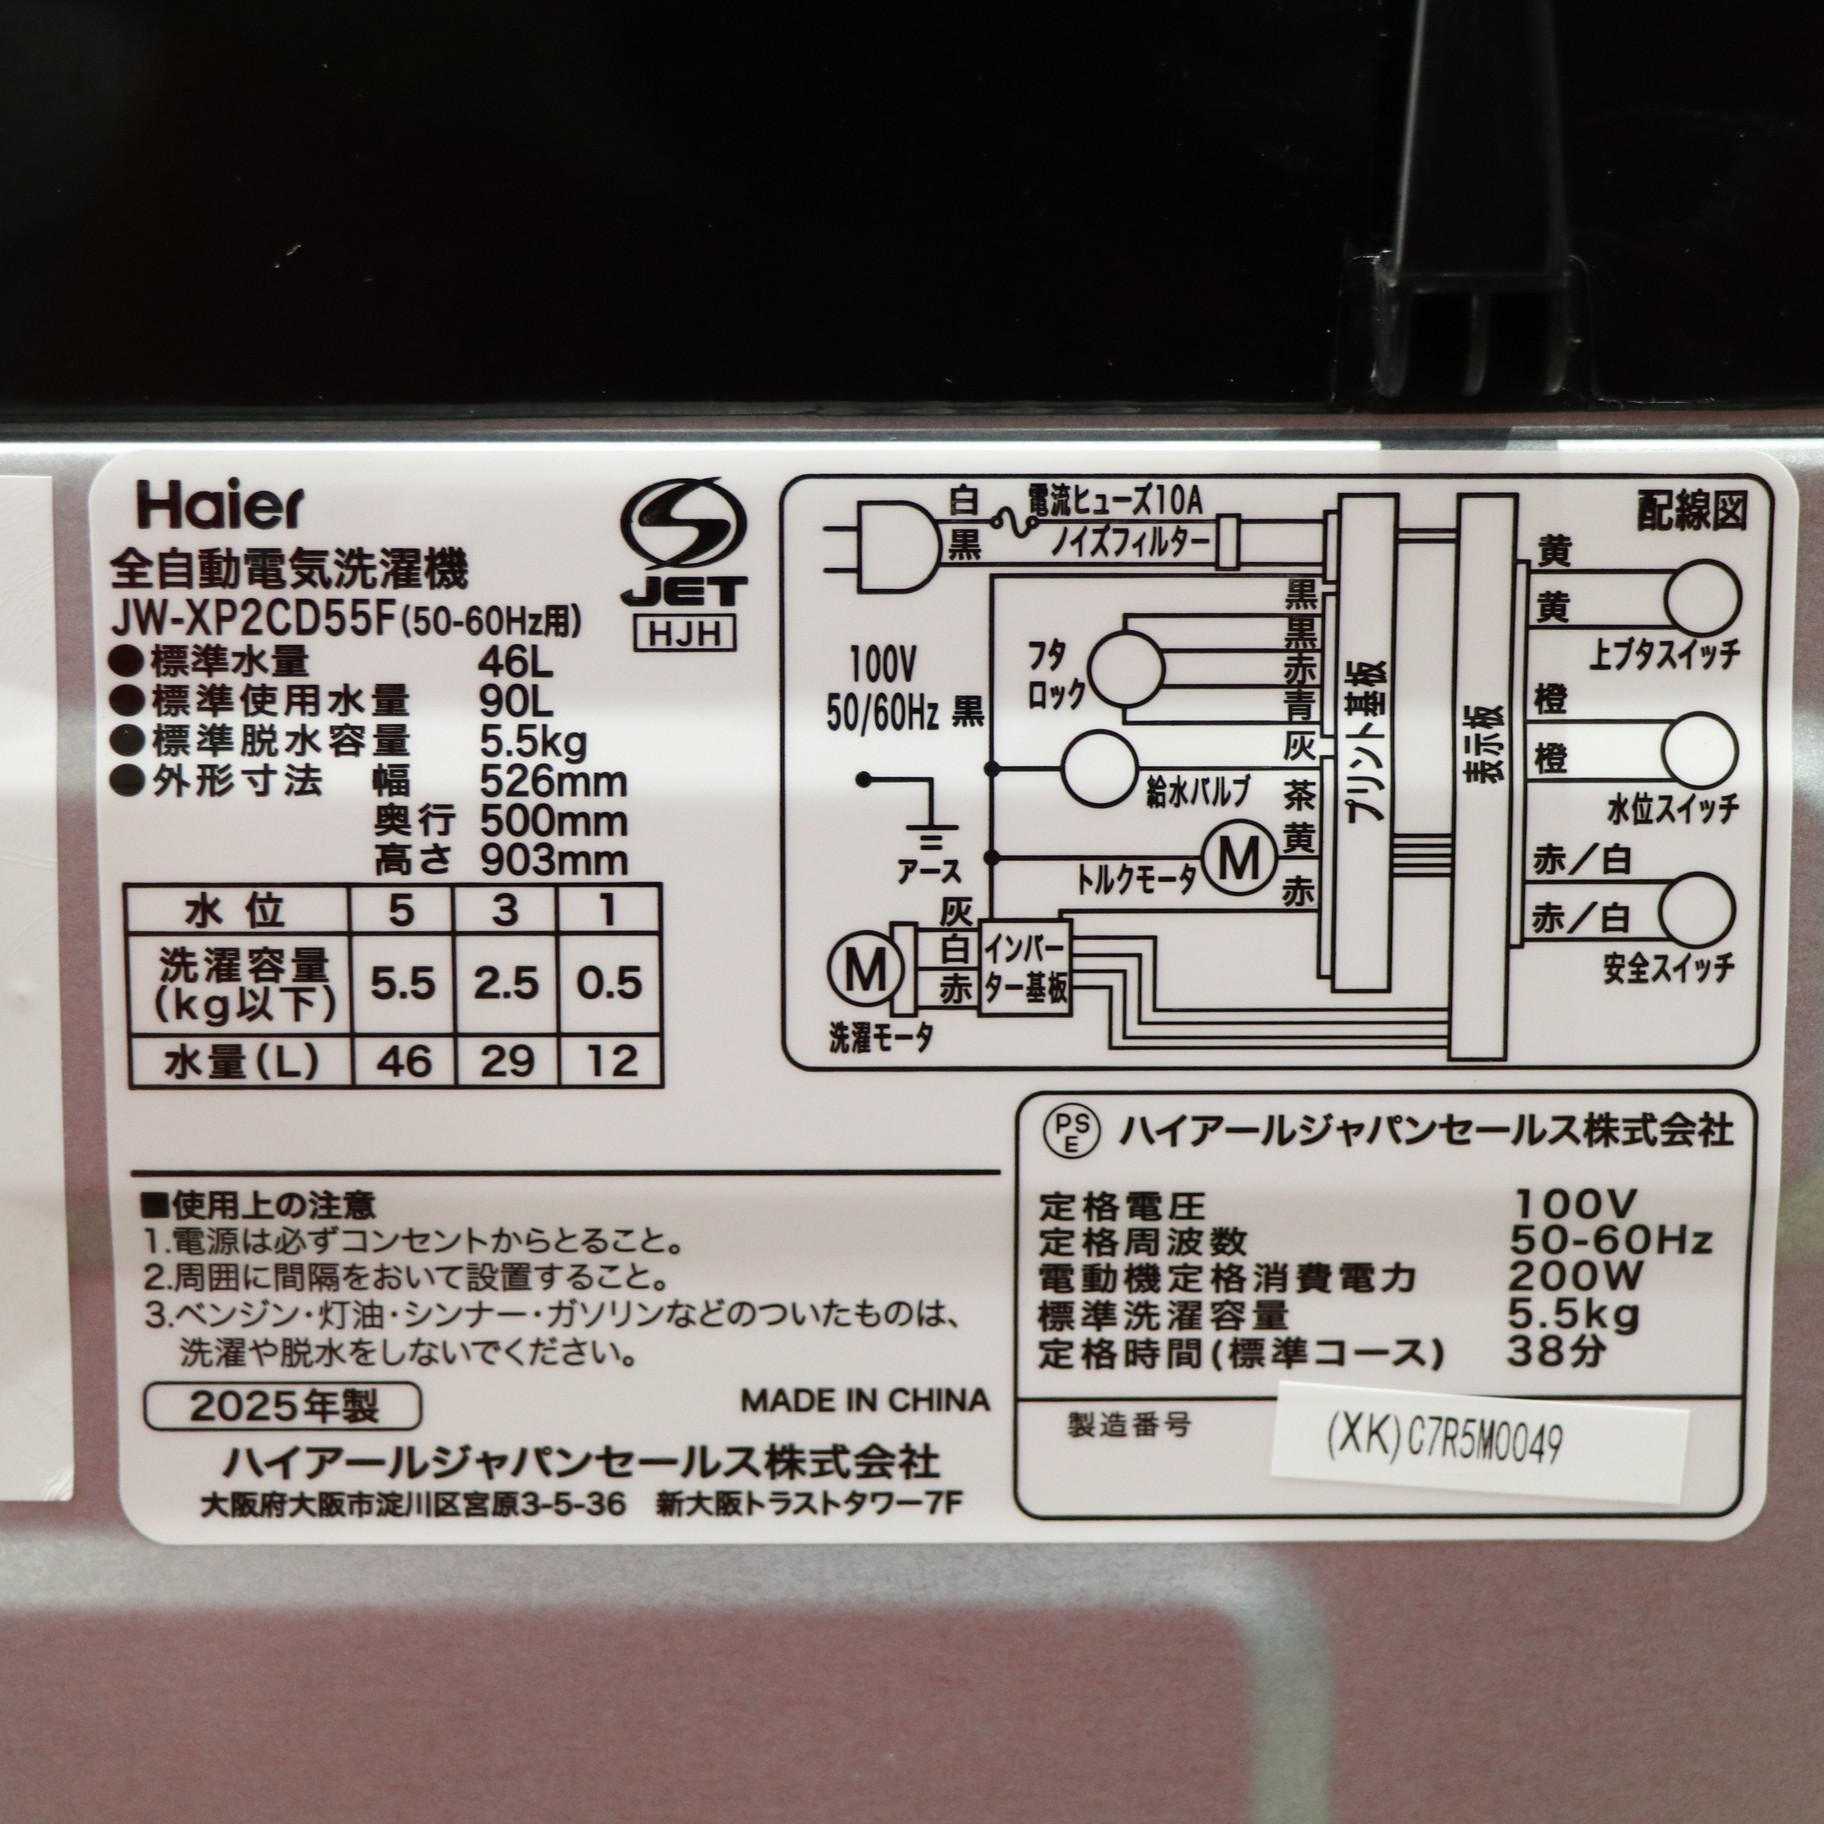 Haier
JET
HJH
全自動電気洗濯機
JW-XP2CD55F(50-60Hz用)
●標準水量 46L
●標準使用水量 90L
●標準脱水容量 5.5kg
●外形寸法 幅 526mm
奥行 500mm
高さ 903mm
水位 5 3 1
洗濯容量 (kg以下) 5.5 2.5 0.5
水量(L) 46 29 12
■使用上の注意
1.電源は必ずコンセントからとること。
2.周囲に間隔をおいて設置すること。
3.ベンジン・灯油・シンナー・ガソリンなどのついたものは、
洗濯や脱水をしないでください。
2025年製
MADE IN CHINA
ハイアールジャパンセールス株式会社
大阪府大阪市淀川区宮原3-5-36 新大阪トラストタワー7F
配線図
白
電流ヒューズ10A
黒
ノイズフィルター
100V
50/60Hz
黒
アース
フタ
ロック
黒
黒
赤
青
灰
給水バルブ
茶
黄
トルクモータ
M
赤
灰
白
赤
M
洗濯モータ
インバー
ター基板
プリント基板
表示板
黄
黄
上ブタスイッチ
橙
橙
水位スイッチ
赤/白
赤/白
安全スイッチ
PS
E
ハイアールジャパンセールス株式会社
定格電圧 100V
定格周波数 50-60Hz
電動機定格消費電力 200W
標準洗濯容量 5.5kg
定格時間(標準コース) 38分
製造番号
(XK)C7R5M0049